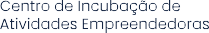 Centro de Incubação de
Atividades Empreendedoras